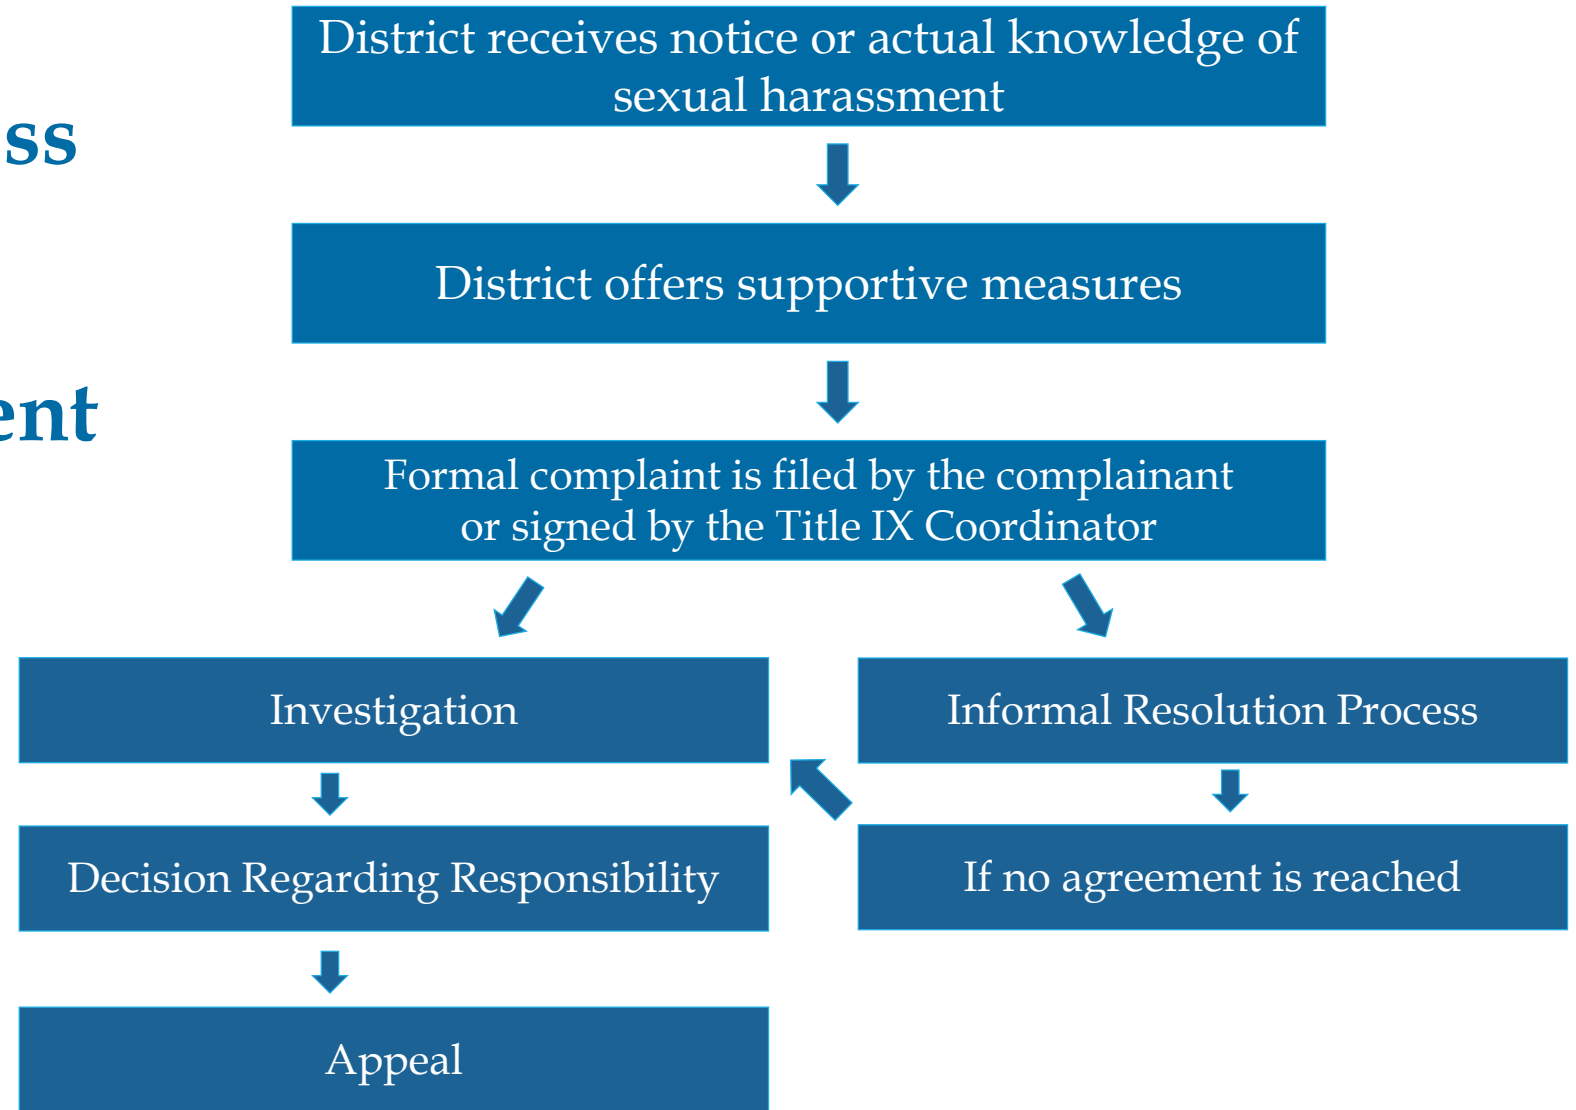 ss
ent
District receives notice or actual knowledge of
sexual harassment
District offers supportive measures
Formal complaint is filed by the complainant
or signed by the Title IX Coordinator
Investigation
Informal Resolution Process
Decision Regarding Responsibility
If no agreement is reached
Appeal